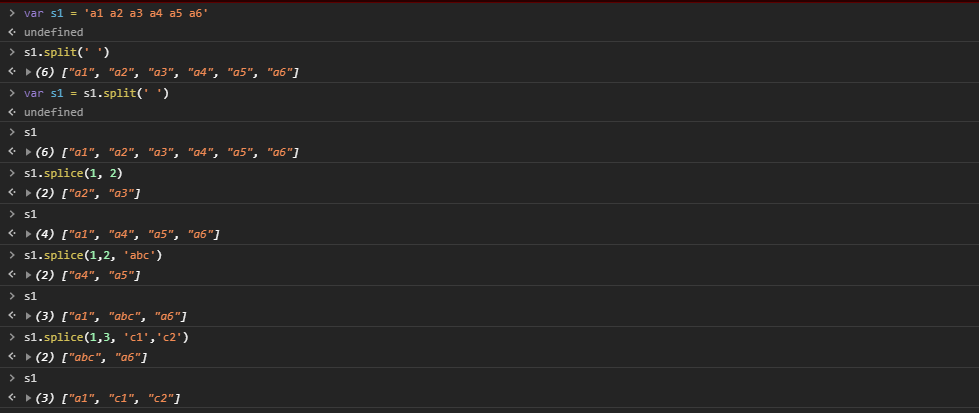 > var s1 = 'a1 a2 a3 a4 a5 a6'
undefined
> s1.split(' ')
(6) ["a1", "a2", "a3", "a4", "a5", "a6"]
> var s1 = s1.split(' ')
undefined
> s1
(6) ["a1", "a2", "a3", "a4", "a5", "a6"]
> s1.splice(1, 2)
(2) ["a2", "a3"]
> s1
(4) ["a1", "a4", "a5", "a6"]
> s1.splice(1,2, 'abc')
(2) ["a4", "a5"]
> s1
(3) ["a1", "abc", "a6"]
> s1.splice(1,3, 'c1','c2')
(2) ["abc", "a6"]
> s1
(3) ["a1", "c1", "c2"]